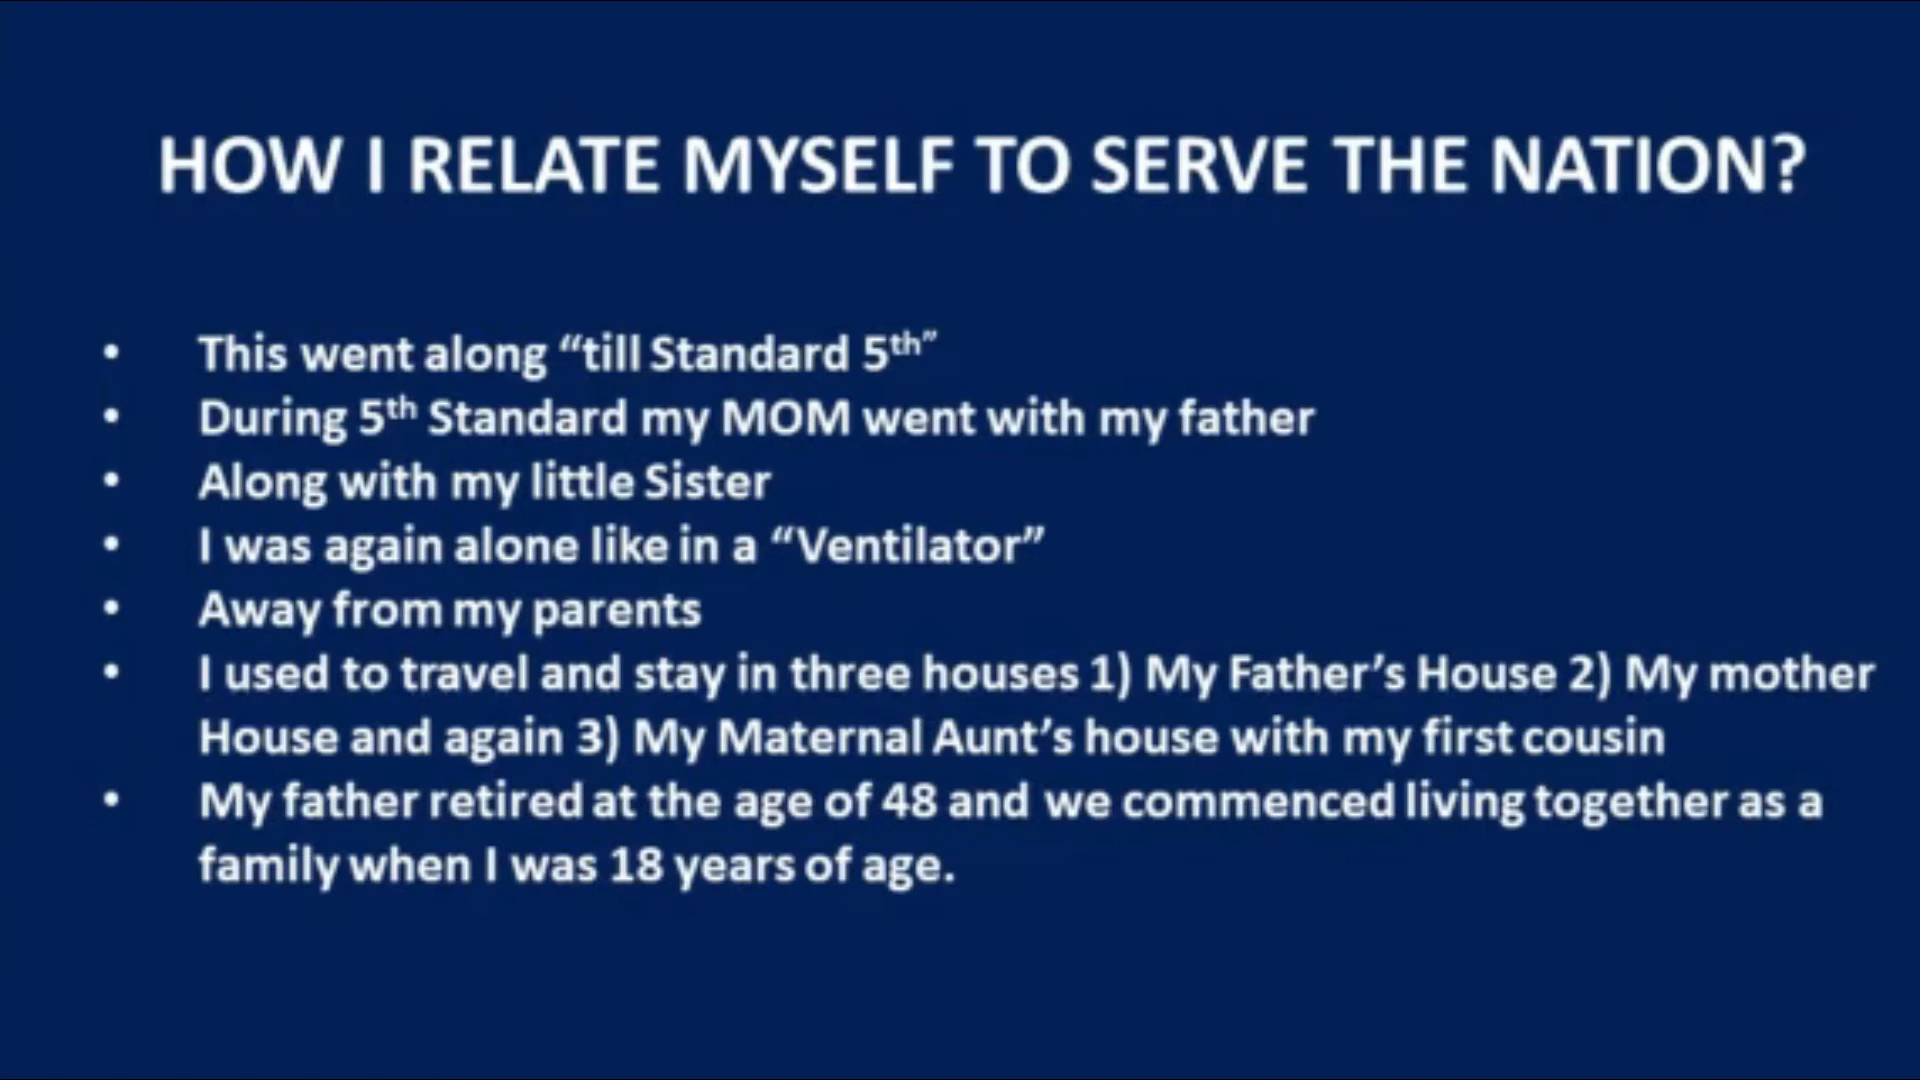 HOW I RELATE MYSELF TO SERVE THE NATION?
• This went along “till Standard 5th”
• During 5th Standard my MOM went with my father
• Along with my little Sister
• I was again alone like in a “Ventilator”
• Away from my parents
• I used to travel and stay in three houses 1) My Father’s House 2) My mother
House and again 3) My Maternal Aunt’s house with my first cousin
• My father retired at the age of 48 and we commenced living together as a
family when I was 18 years of age.